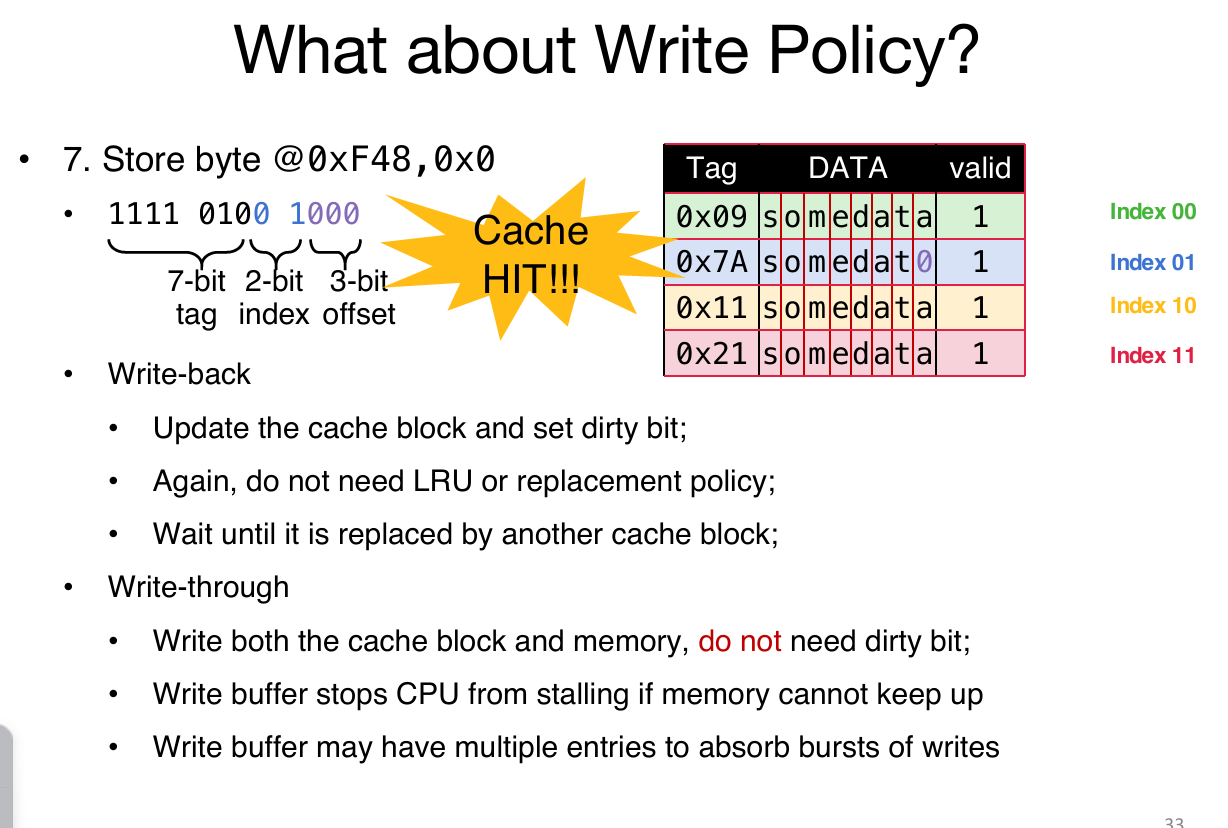 What about Write Policy?
• 7. Store byte @0xF48,0x0
• 1111 0100 1000
7-bit 2-bit 3-bit
tag index offset
Cache
HIT!!!
Tag DATA valid
0x09 s o m e d a t a 1 Index 00
0x7A s o m e d a t 0 1 Index 01
0x11 s o m e d a t a 1 Index 10
0x21 s o m e d a t a 1 Index 11
• Write-back
• Update the cache block and set dirty bit;
• Again, do not need LRU or replacement policy;
• Wait until it is replaced by another cache block;
• Write-through
• Write both the cache block and memory, do not need dirty bit;
• Write buffer stops CPU from stalling if memory cannot keep up
• Write buffer may have multiple entries to absorb bursts of writes
33